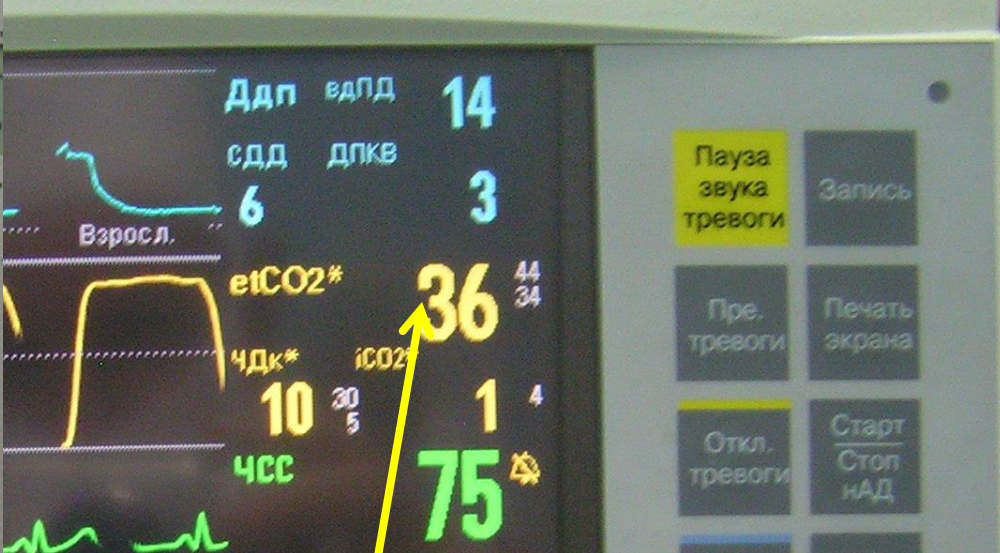 Ддп вдПД 14
сДД ДПКВ
6 3
Взросл.
etCO2* 36 44
34
ЧДк* iCO2*
10 30
5
1 4
ЧСС 75
Пауза
звука
тревоги
Запись
Пре.
тревоги
Печать
экрана
Откл.
тревоги
Старт
Стоп
нАД